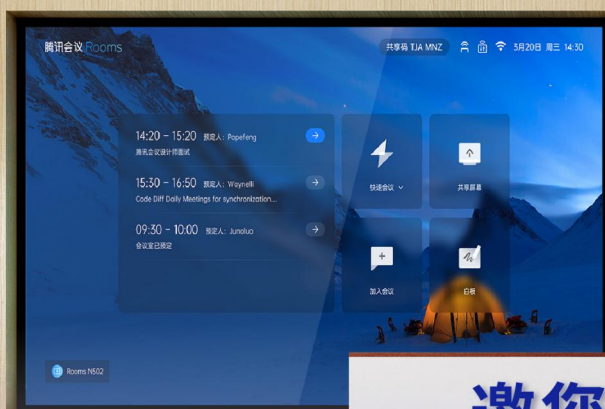 腾讯会议 Rooms
共享码 TJA MNZ 3月20日 周三 14:30
14:20 - 15:20 预定人: Popefeng
腾讯会议设计师面试
15:30 - 16:50 预定人: Waynelli
Code Diff Daily Meetings for synchronization...
09:30 - 10:00 预定人: Junoluo
会议室已预定
快速会议
共享屏幕
加入会议
白板
Rooms N502
邀您